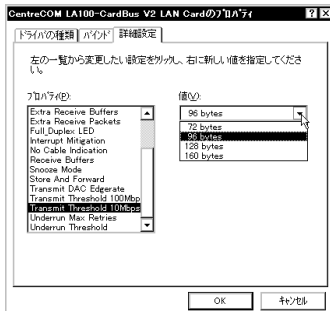 CentreCOM LA100-CardBus V2 LAN Cardのプロパティ
ドライバの種類 バインド 詳細設定
左の一覧から変更したい設定をクリックし、右に新しい値を指定してくださ
い。
プロパティ(P):
値(V):
Extra Receive Buffers
Extra Receive Packets
Full_Duplex LED
Interrupt Mitigation
No Cable Indication
Receive Buffers
Snooze Mode
Store And Forward
Transmit DAC Edgerate
Transmit Threshold 100Mbp
Transmit Threshold 10Mbps
Underrun Max Retries
Underrun Threshold
96 bytes
72 bytes
96 bytes
128 bytes
160 bytes
OK
キャンセル